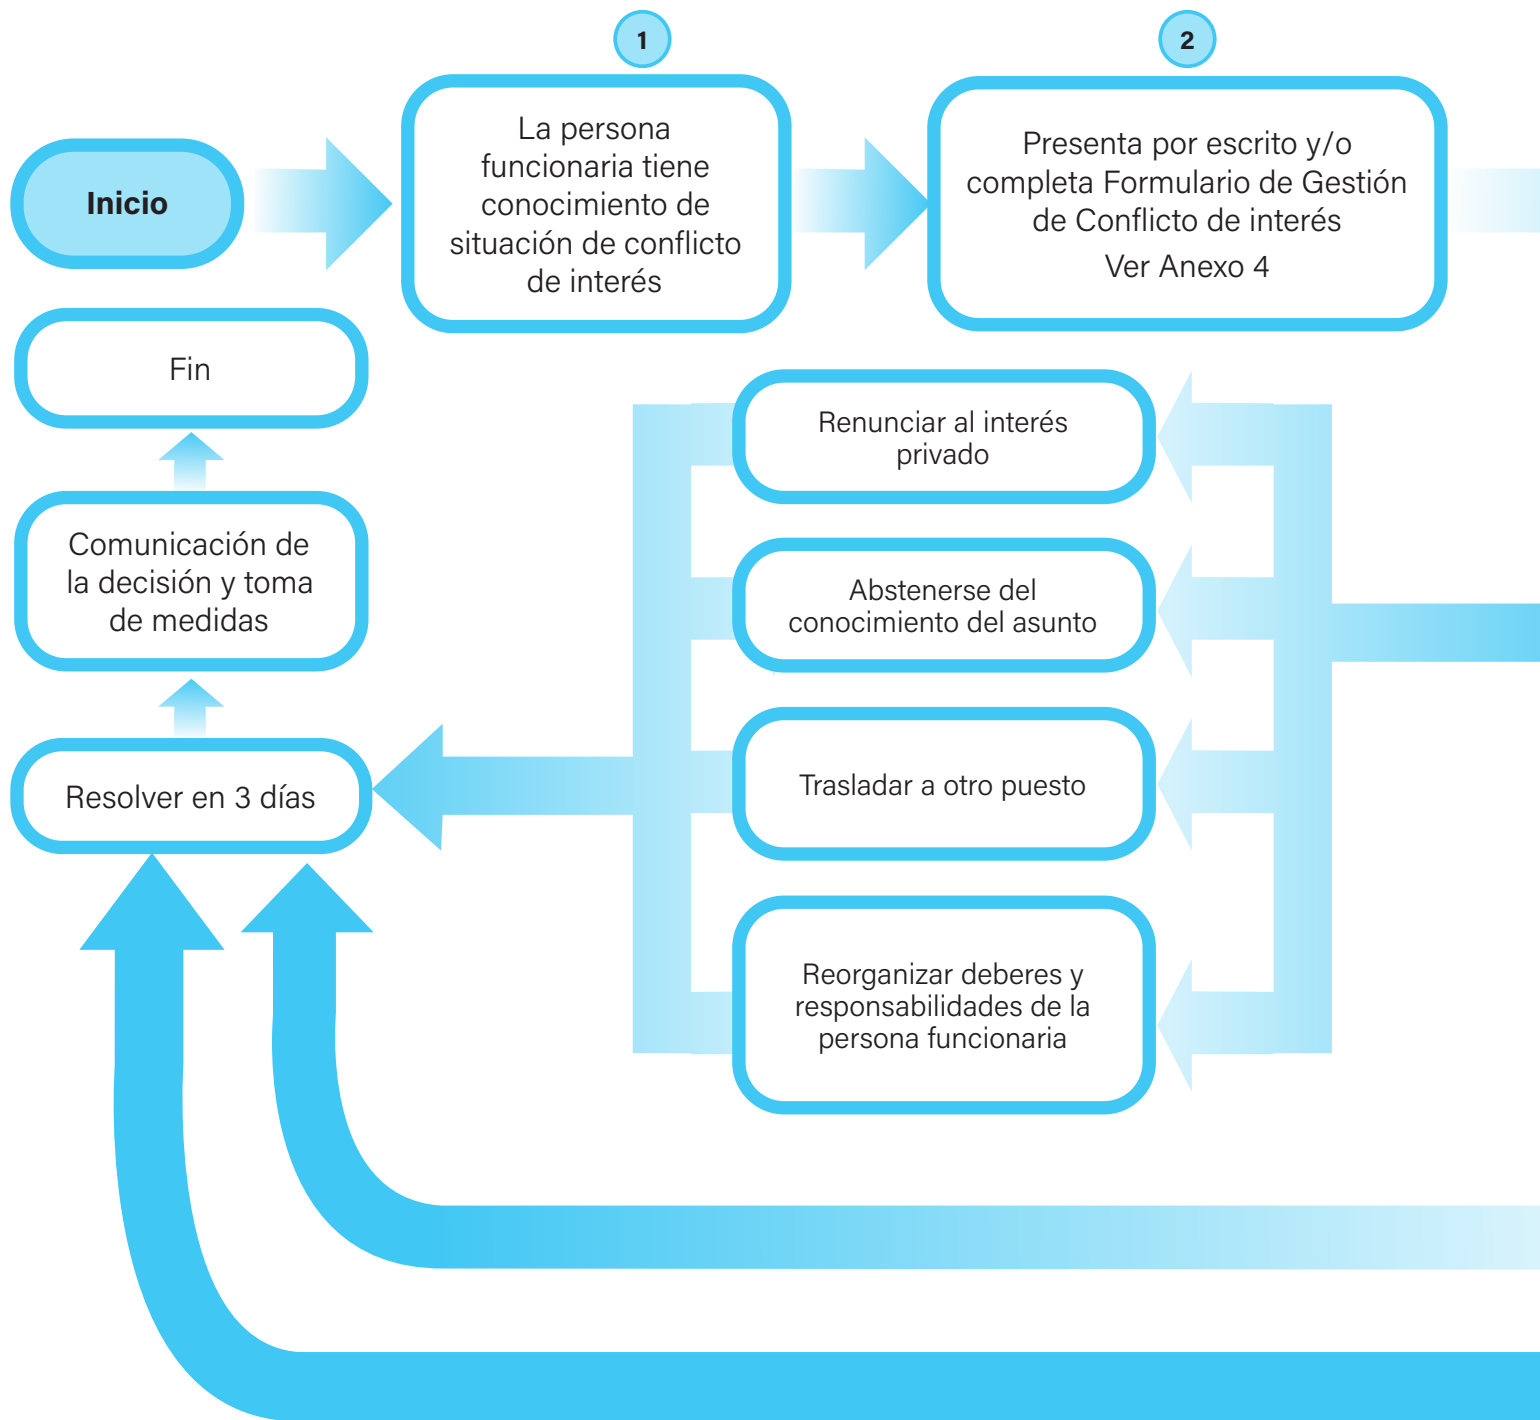 1
2
Inicio
La persona
funcionaria tiene
conocimiento de
situación de conflicto
de interés
Presenta por escrito y/o
completa Formulario de Gestión
de Conflicto de interés
Ver Anexo 4
Fin
Renunciar al interés
privado
Comunicación de
la decisión y toma
de medidas
Abstenerse del
conocimiento del asunto
Resolver en 3 días
Trasladar a otro puesto
Reorganizar deberes y
responsabilidades de la
persona funcionaria